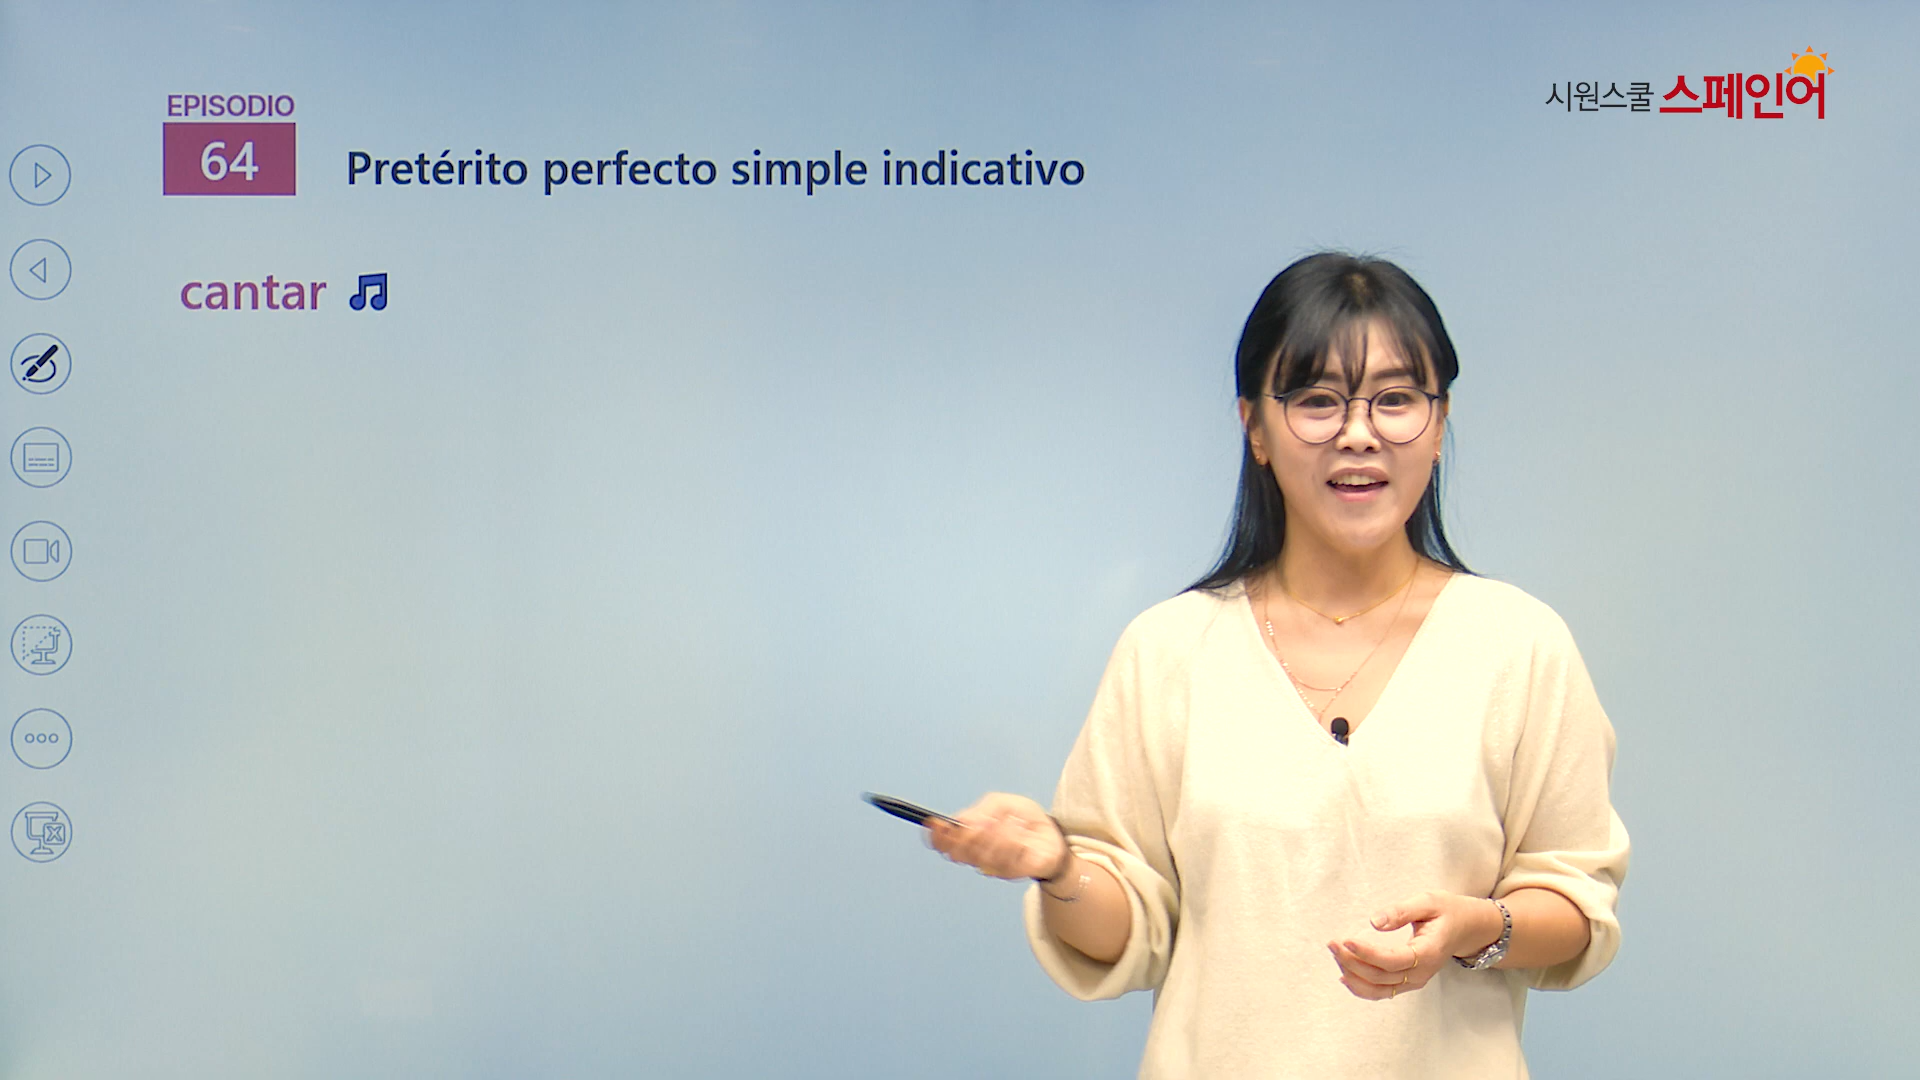 EPISODIO
64
Pretérito perfecto simple indicativo
시원스쿨 스페인어
cantar